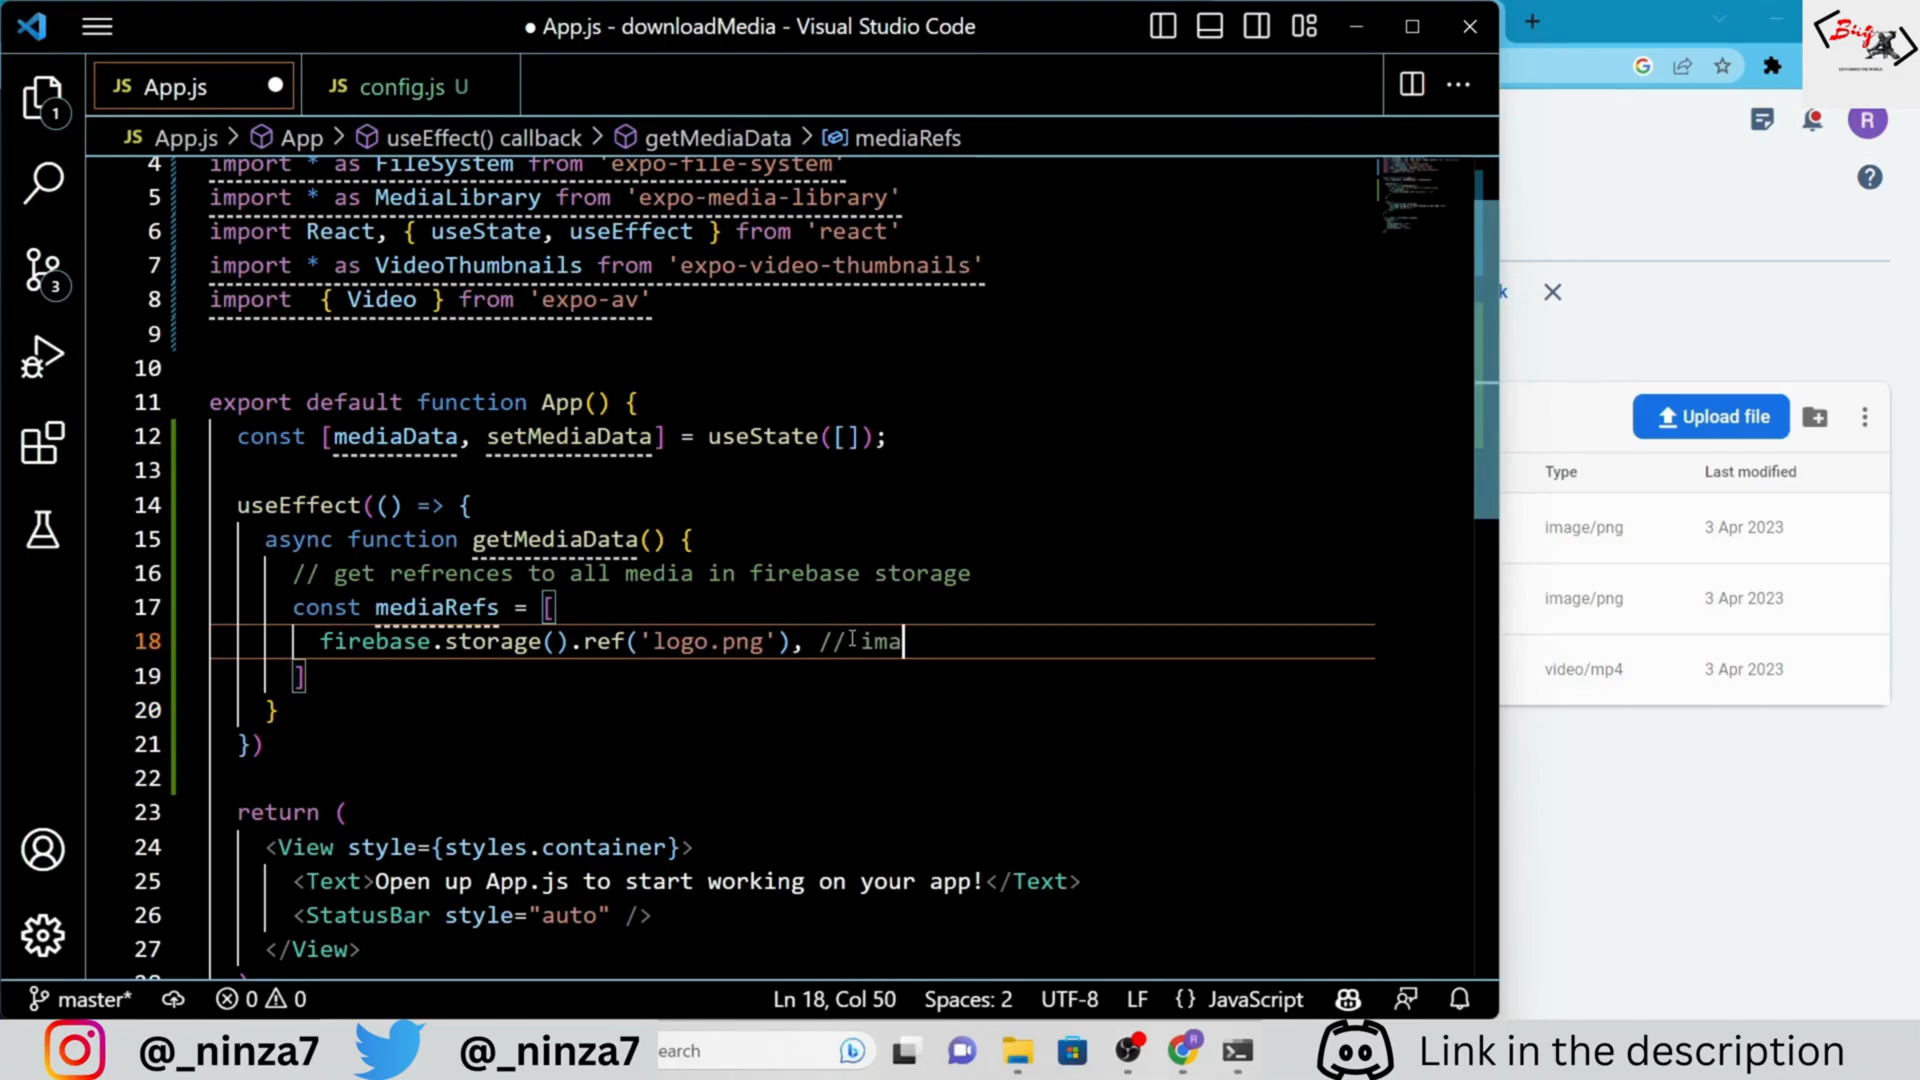 ● App.js - downloadMedia - Visual Studio Code
JS App.js ●
JS config.js U
JS App.js > App > useEffect() callback > getMediaData > mediaRefs
4 import * as FileSystem from 'expo-file-system'
5 import * as MediaLibrary from 'expo-media-library'
6 import React, { useState, useEffect } from 'react'
7 import * as VideoThumbnails from 'expo-video-thumbnails'
8 import  { Video } from 'expo-av'
9
10
11 export default function App() {
12 const [mediaData, setMediaData] = useState([]);
13
14 useEffect(() => {
15 async function getMediaData() {
16 // get refrences to all media in firebase storage
17 const mediaRefs = [
18 firebase.storage().ref('logo.png'), // ima
19 ]
20 }
21 })
22
23 return (
24 <View style={styles.container}>
25 <Text>Open up App.js to start working on your app!</Text>
26 <StatusBar style="auto" />
27 </View>
1
3
master*
0
0
Ln 18, Col 50
Spaces: 2
UTF-8
LF
{ } JavaScript
Bug
R
?
k
Upload file
Type
Last modified
image/png
3 Apr 2023
image/png
3 Apr 2023
video/mp4
3 Apr 2023
@_ninza7
@_ninza7
earch
Link in the description